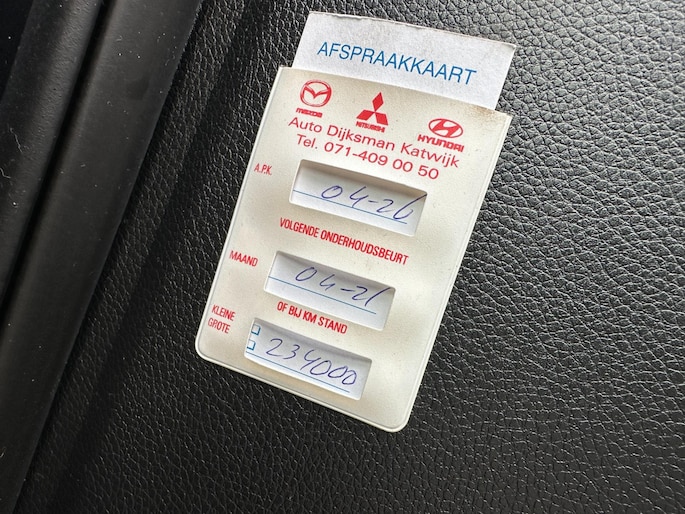 AFSPRAAKKAART
mazda MITSUBISHI HYUNDAI
Auto Dijksman Katwijk
Tel. 071-409 00 50
A.P.K. 04-26
VOLGENDE ONDERHOUDSBEURT
MAAND 04-21
OF BIJ KM STAND
KLEINE
GROTE 234000